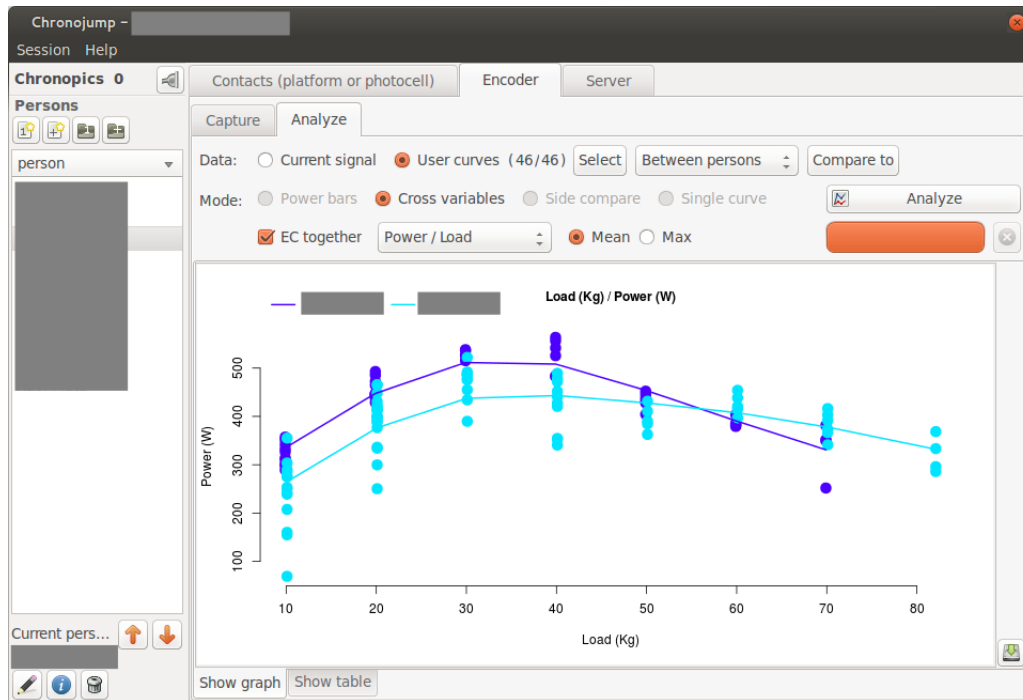 Chronojump –
Session Help
Chronopics 0
Persons
person
Current pers...
Contacts (platform or photocell) Encoder Server
Capture Analyze
Data: Current signal User curves (46/46) Select Between persons Compare to
Mode: Power bars Cross variables Side compare Single curve Analyze
EC together Power / Load Mean Max
Load (Kg) / Power (W)
Power (W)
500
400
300
200
100
10 20 30 40 50 60 70 80
Load (Kg)
Show graph Show table